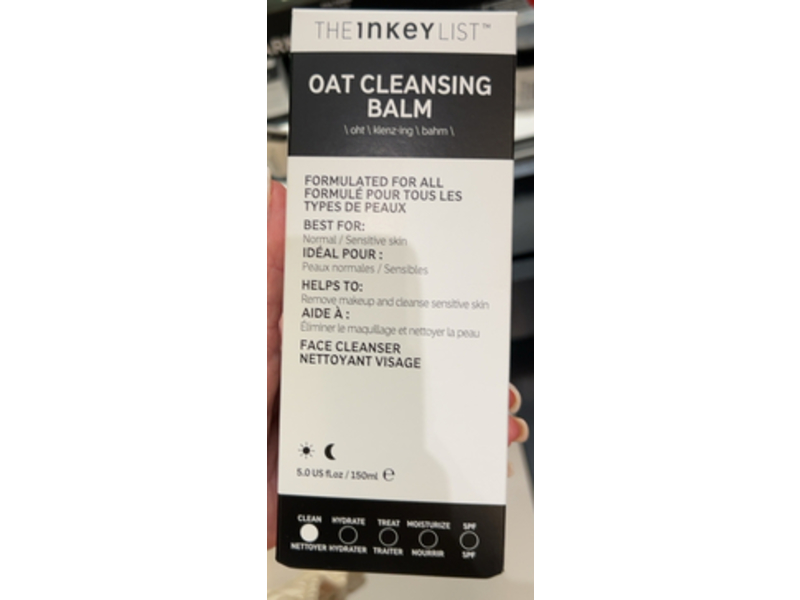 THE INKEY LIST™
OAT CLEANSING
BALM
\ oht \ klenz-ing \ bahm \
FORMULATED FOR ALL
FORMULÉ POUR TOUS LES
TYPES DE PEAUX
BEST FOR:
Normal / Sensitive skin
IDÉAL POUR :
Peaux normales / Sensibles
HELPS TO:
Remove makeup and cleanse sensitive skin
AIDE À :
Éliminer le maquillage et nettoyer la peau
FACE CLEANSER
NETTOYANT VISAGE
5.0 US fl.oz / 150ml ℮
CLEAN HYDRATE TREAT MOISTURIZE SPF
NETTOYER HYDRATER TRAITER NOURRIR SPF